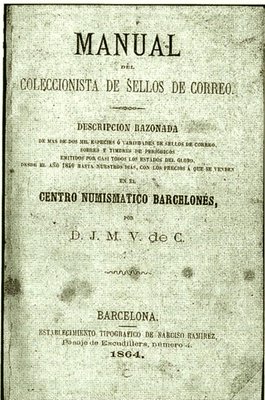 MANUAL
DEL
COLECCIONISTA DE SELLOS DE CORREO.
DESCRIPCION RAZONADA
DE MAS DE DOS MIL ESPECIES Ó VARIEDADES DE SELLOS DE CORREO,
SOBRES Y TIMBRES DE PERIÓDICOS
EMITIDOS POR CASI TODOS LOS ESTADOS DEL GLOBO,
DESDE EL AÑO 1840 HASTA NUESTROS DIAS, CON LOS PRECIOS A QUE SE VENDEN
EN EL
CENTRO NUMISMATICO BARCELONÉS,
POR
D. J. M. V. de C.
BARCELONA.
ESTABLECIMIENTO TIPOGRAFICO DE NARCISO RAMIREZ,
Pasaje de Escudillers, número 4.
1864.